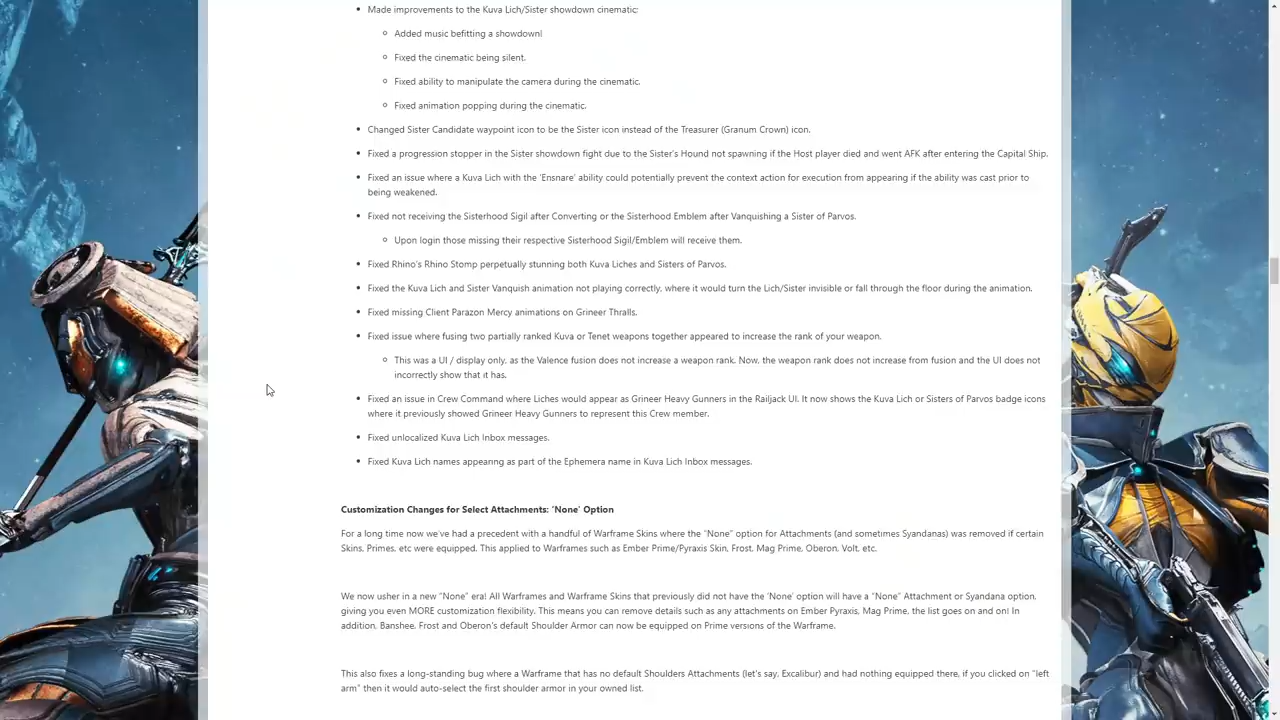 Made improvements to the Kuva Lich/Sister showdown cinematic:
Added music befitting a showdown!
Fixed the cinematic being silent.
Fixed ability to manipulate the camera during the cinematic.
Fixed animation popping during the cinematic.
Changed Sister Candidate waypoint icon to be the Sister icon instead of the Treasurer (Granum Crown) icon.
Fixed a progression stopper in the Sister showdown fight due to the Sister's Hound not spawning if the Host player died and went AFK after entering the Capital Ship.
Fixed an issue where a Kuva Lich with the 'Ensnare' ability could potentially prevent the context action for execution from appearing if the ability was cast prior to
being weakened.
Fixed not receiving the Sisterhood Sigil after Converting or the Sisterhood Emblem after Vanquishing a Sister of Parvos.
Upon login those missing their respective Sisterhood Sigil/Emblem will receive them.
Fixed Rhino's Rhino Stomp perpetually stunning both Kuva Liches and Sisters of Parvos.
Fixed the Kuva Lich and Sister Vanquish animation not playing correctly, where it would turn the Lich/Sister invisible or fall through the floor during the animation.
Fixed missing Client Parazon Mercy animations on Grineer Thralls.
Fixed issue where fusing two partially ranked Kuva or Tenet weapons together appeared to increase the rank of your weapon.
This was a UI / display only, as the Valence fusion does not increase a weapon rank. Now, the weapon rank does not increase from fusion and the UI does not
incorrectly show that it has.
Fixed an issue in Crew Command where Liches would appear as Grineer Heavy Gunners in the Railjack UI. It now shows the Kuva Lich or Sisters of Parvos badge icons
where it previously showed Grineer Heavy Gunners to represent this Crew member.
Fixed unlocalized Kuva Lich Inbox messages.
Fixed Kuva Lich names appearing as part of the Ephemera name in Kuva Lich Inbox messages.
Customization Changes for Select Attachments: 'None' Option
For a long time now we've had a precedent with a handful of Warframe Skins where the "None" option for Attachments (and sometimes Syandanas) was removed if certain
Skins, Primes, etc were equipped. This applied to Warframes such as Ember Prime/Pyraxis Skin, Frost, Mag Prime, Oberon, Volt, etc.
We now usher in a new "None" era! All Warframes and Warframe Skins that previously did not have the 'None' option will have a "None" Attachment or Syandana option,
giving you even MORE customization flexibility. This means you can remove details such as any attachments on Ember Pyraxis, Mag Prime, the list goes on and on! In
addition, Banshee, Frost and Oberon's default Shoulder Armor can now be equipped on Prime versions of the Warframe.
This also fixes a long-standing bug where a Warframe that has no default Shoulders Attachments (let's say, Excalibur) and had nothing equipped there, if you clicked on "left
arm" then it would auto-select the first shoulder armor in your owned list.